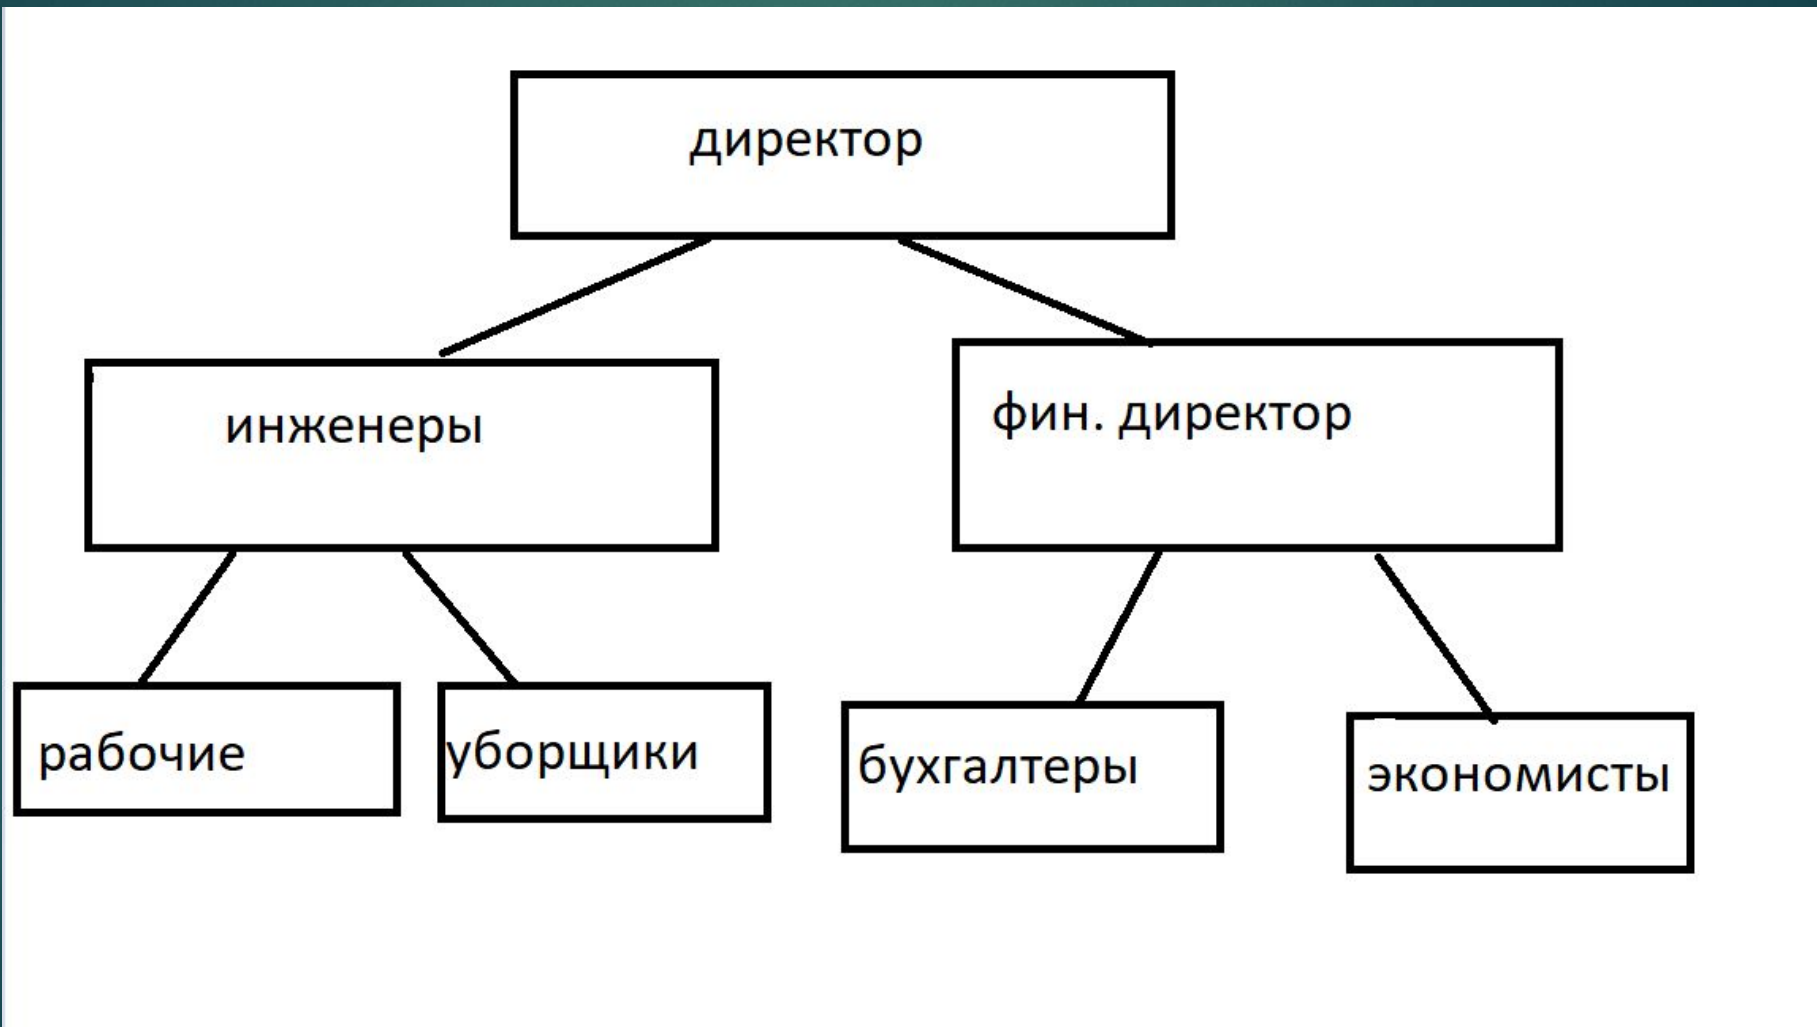 директор
инженеры
фин. директор
рабочие
уборщики
бухгалтеры
экономисты